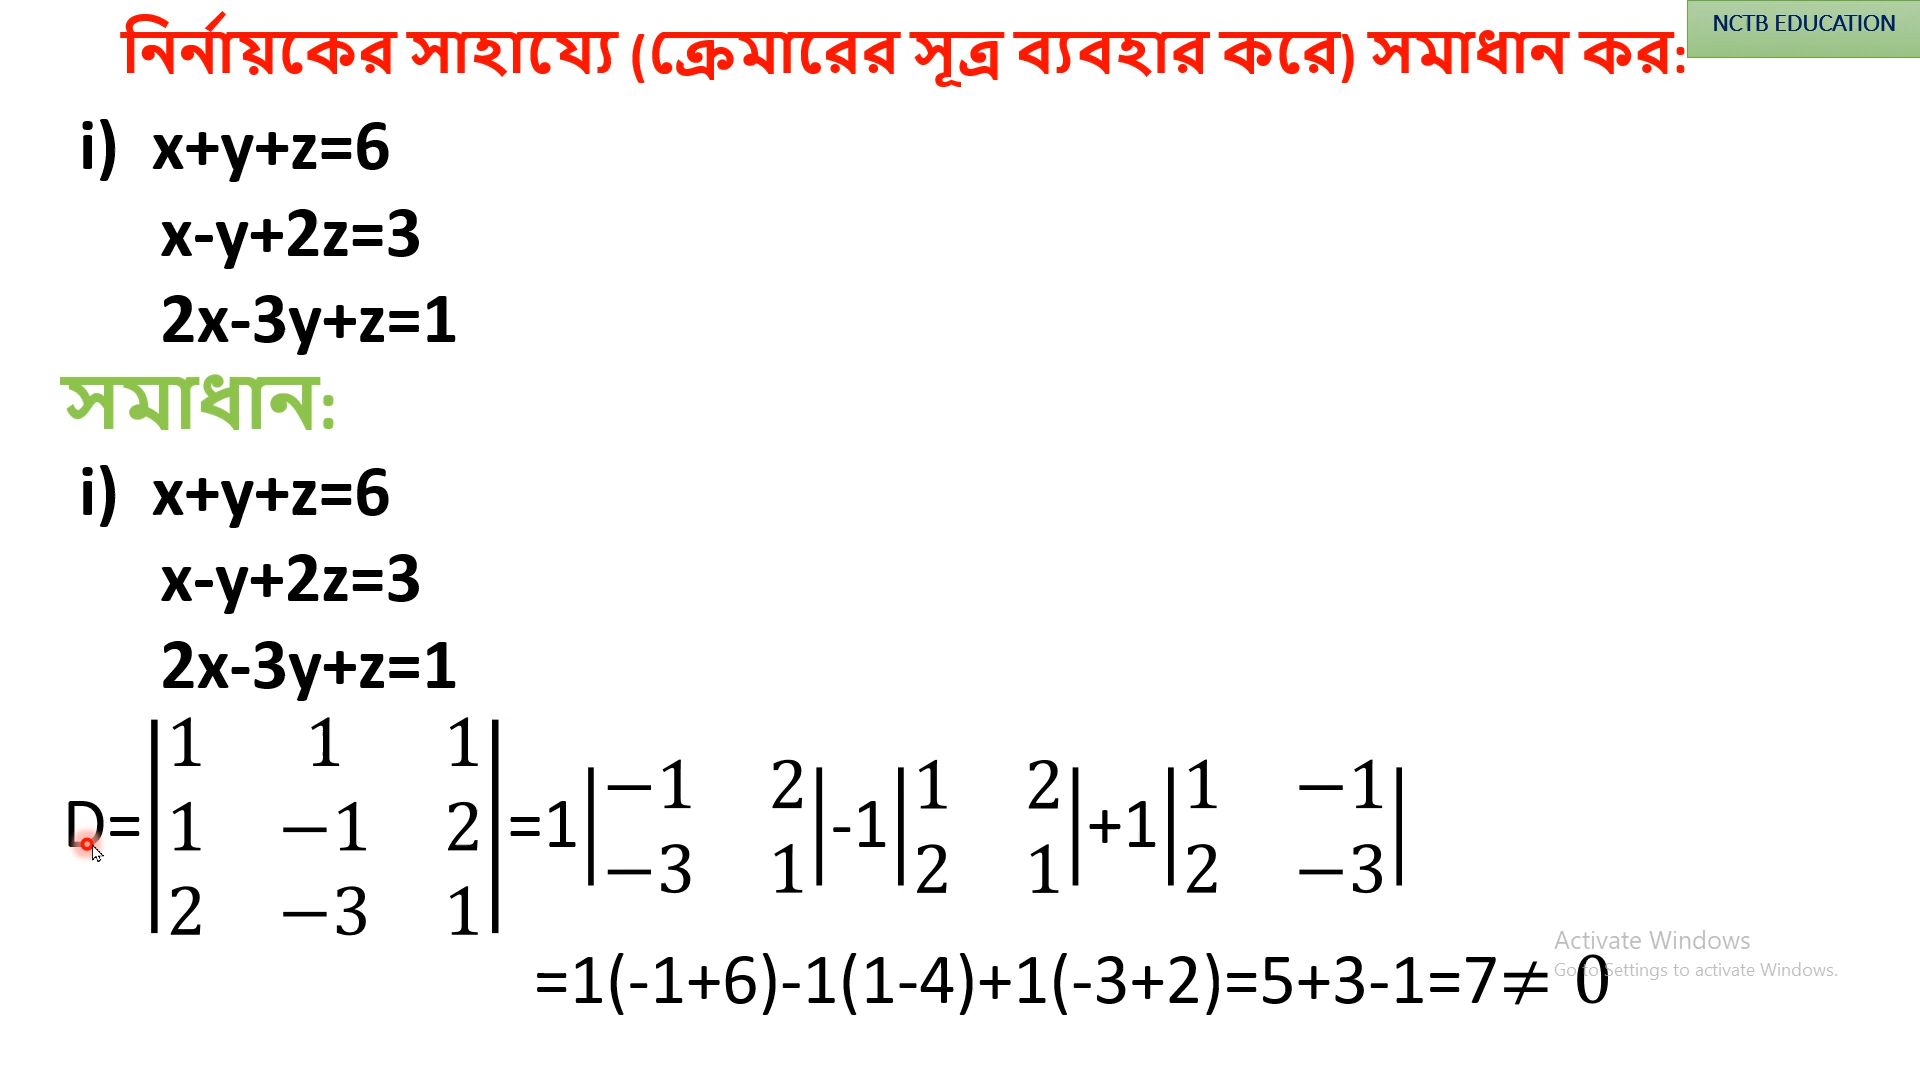 নির্নায়কের সাহায্যে (ক্রেমারের সূত্র ব্যবহার করে) সমাধান কর:
NCTB EDUCATION
i) x+y+z=6
x-y+2z=3
2x-3y+z=1
সমাধান:
i) x+y+z=6
x-y+2z=3
2x-3y+z=1
D=|1 1 1; 1 −1 2; 2 −3 1|=1|−1 2; −3 1|-1|1 2; 2 1|+1|1 −1; 2 −3|
=1(-1+6)-1(1-4)+1(-3+2)=5+3-1=7≠ 0
Activate Windows
Go to Settings to activate Windows.